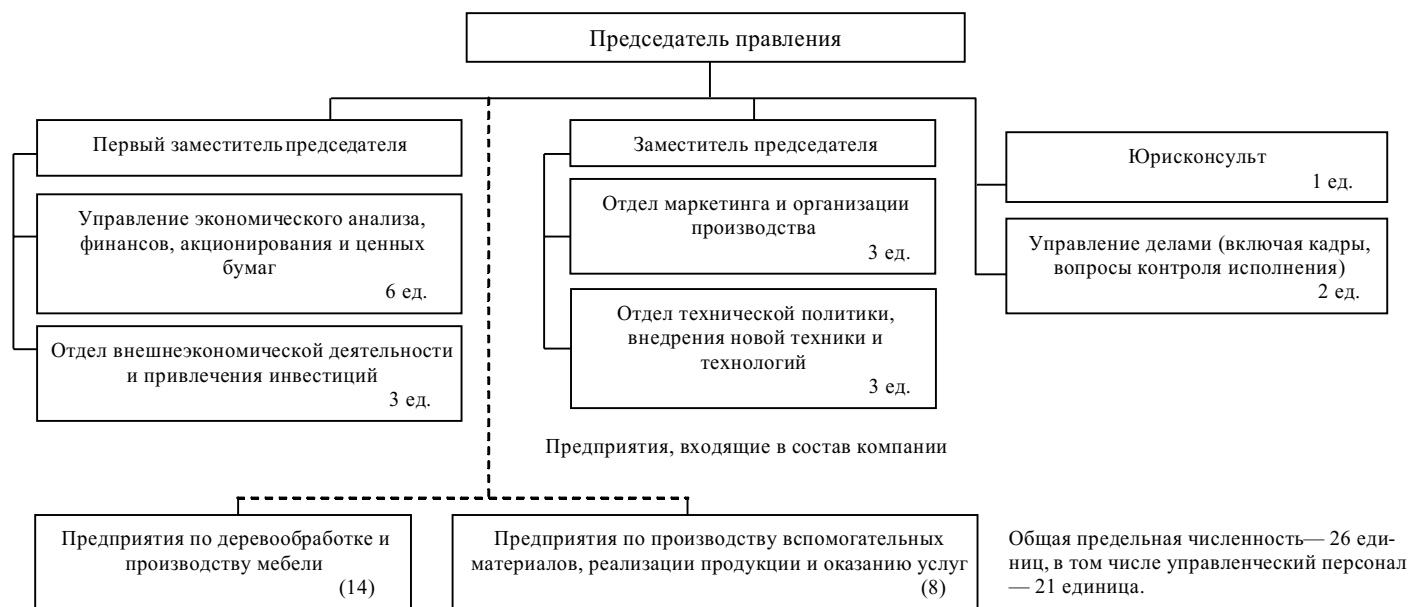 Председатель правления
Первый заместитель председателя
Управление экономического анализа,
финансов, акционирования и ценных
бумаг
6 ед.
Отдел внешнеэкономической деятельности
и привлечения инвестиций
3 ед.
Заместитель председателя
Отдел маркетинга и организации
производства
3 ед.
Отдел технической политики,
внедрения новой техники и
технологий
3 ед.
Юрисконсульт
1 ед.
Управление делами (включая кадры,
вопросы контроля исполнения)
2 ед.
Предприятия, входящие в состав компании
Предприятия по деревообработке и
производству мебели
(14)
Предприятия по производству вспомогательных
материалов, реализации продукции и оказанию услуг
(8)
Общая предельная численность— 26 еди-
ниц, в том числе управленческий персонал
— 21 единица.